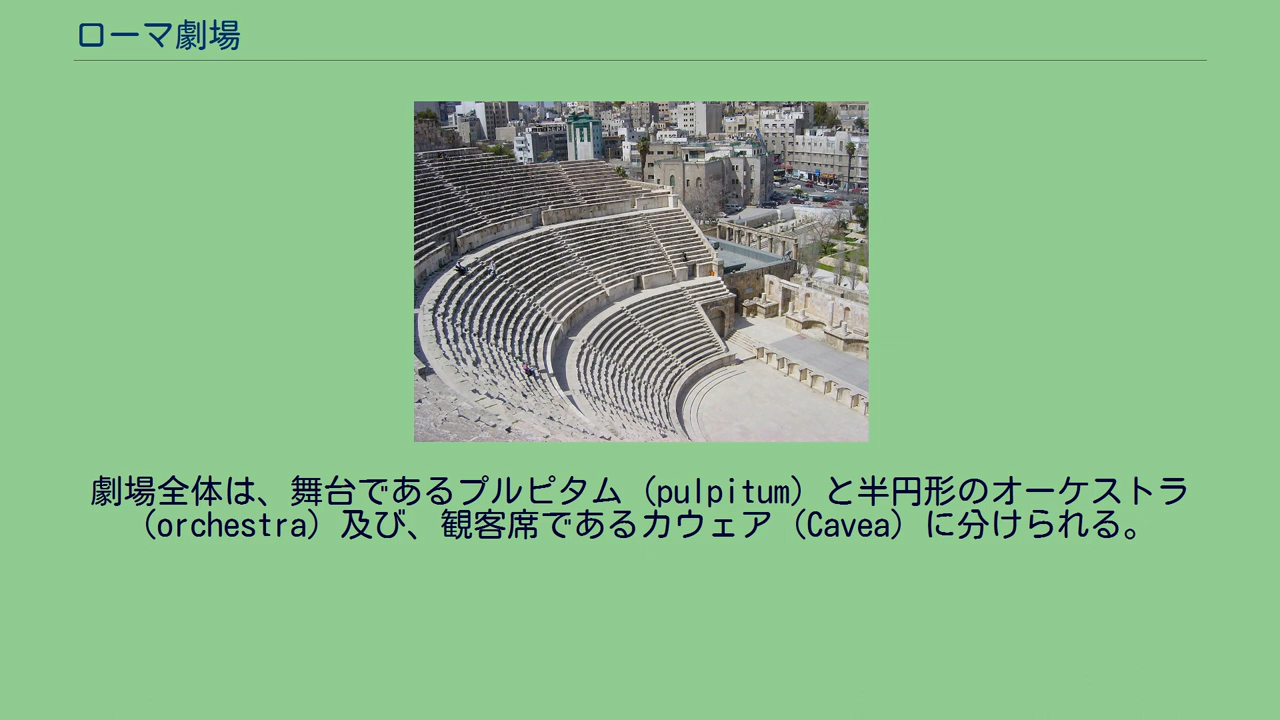 ローマ劇場
劇場全体は、舞台であるプルピタム（pulpitum）と半円形のオーケストラ
（orchestra）及び、観客席であるカウェア（Cavea）に分けられる。